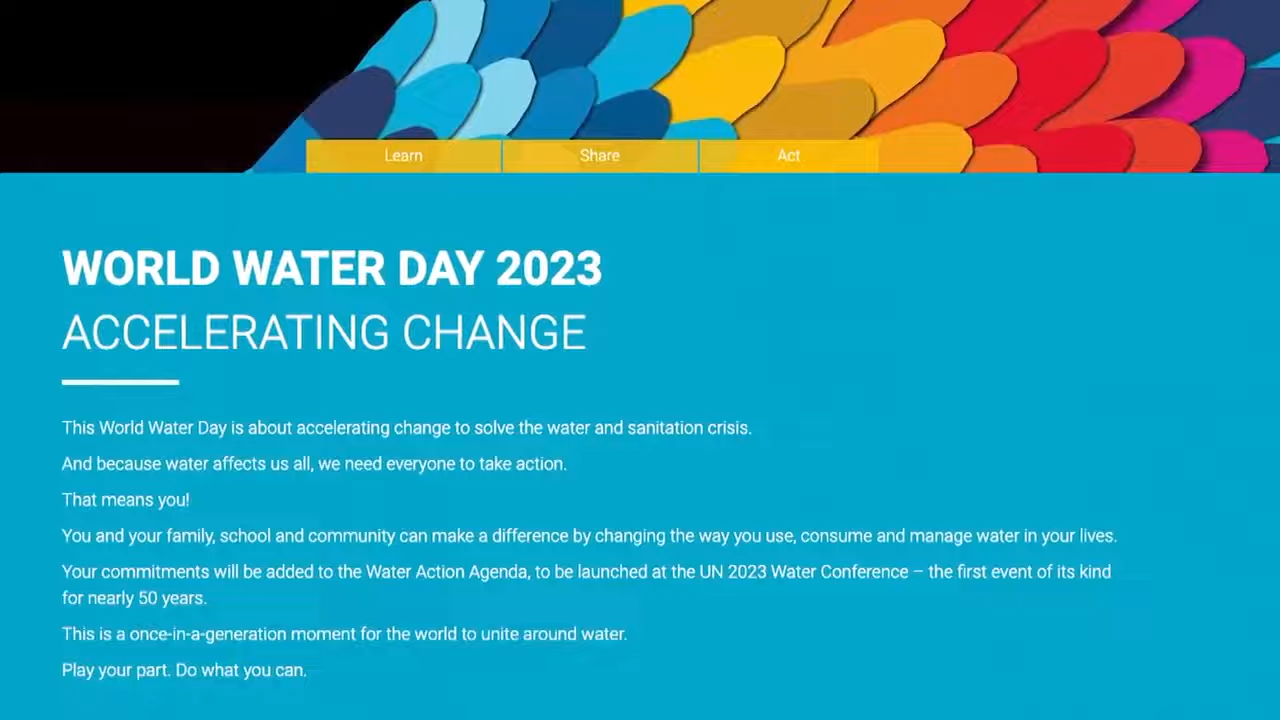 Learn Share Act
WORLD WATER DAY 2023
ACCELERATING CHANGE
This World Water Day is about accelerating change to solve the water and sanitation crisis.
And because water affects us all, we need everyone to take action.
That means you!
You and your family, school and community can make a difference by changing the way you use, consume and manage water in your lives.
Your commitments will be added to the Water Action Agenda, to be launched at the UN 2023 Water Conference – the first event of its kind
for nearly 50 years.
This is a once-in-a-generation moment for the world to unite around water.
Play your part. Do what you can.